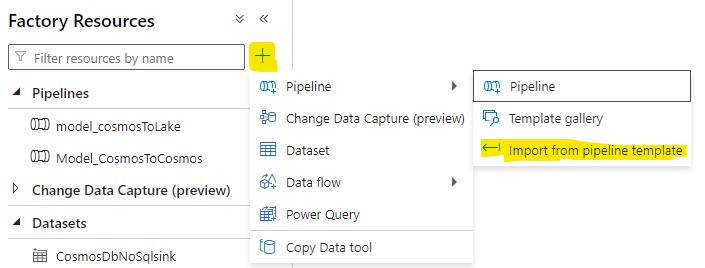 Factory Resources
Filter resources by name
Pipelines
model_cosmosToLake
Model_CosmosToCosmos
Change Data Capture (preview)
Datasets
CosmosDbNoSqlsink
Pipeline
Change Data Capture (preview)
Dataset
Data flow
Power Query
Copy Data tool
Pipeline
Template gallery
Import from pipeline template